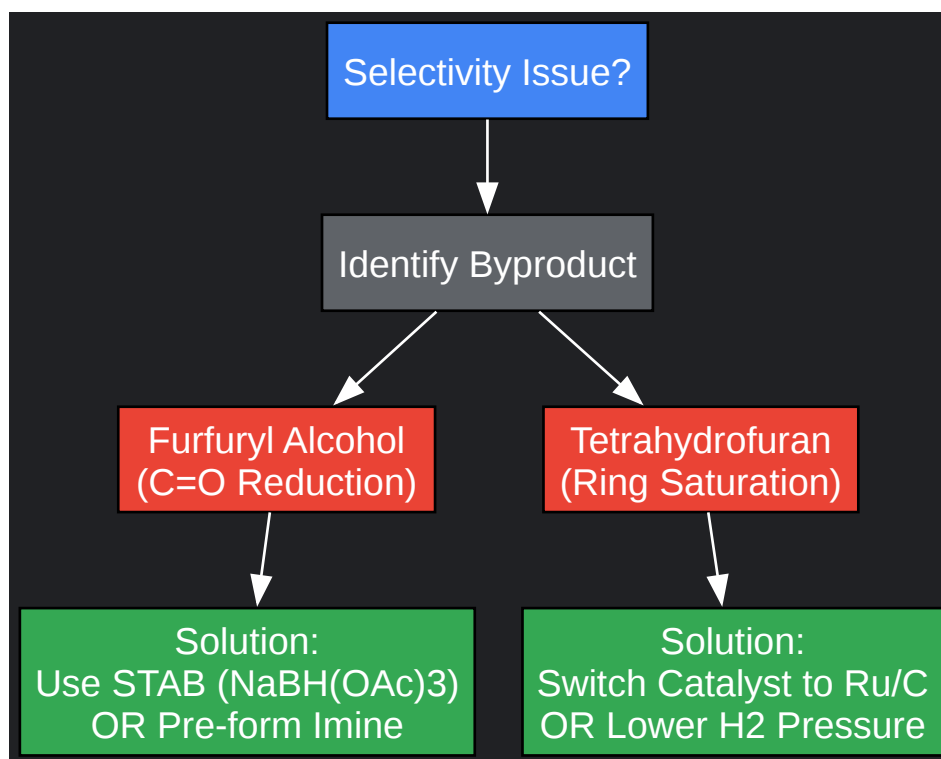 Selectivity Issue?
Identify Byproduct
Furfuryl Alcohol
(C=O Reduction)
Tetrahydrofuran
(Ring Saturation)
Solution:
Use STAB (NaBH(OAc)3)
OR Pre-form Imine
Solution:
Switch Catalyst to Ru/C
OR Lower H2 Pressure